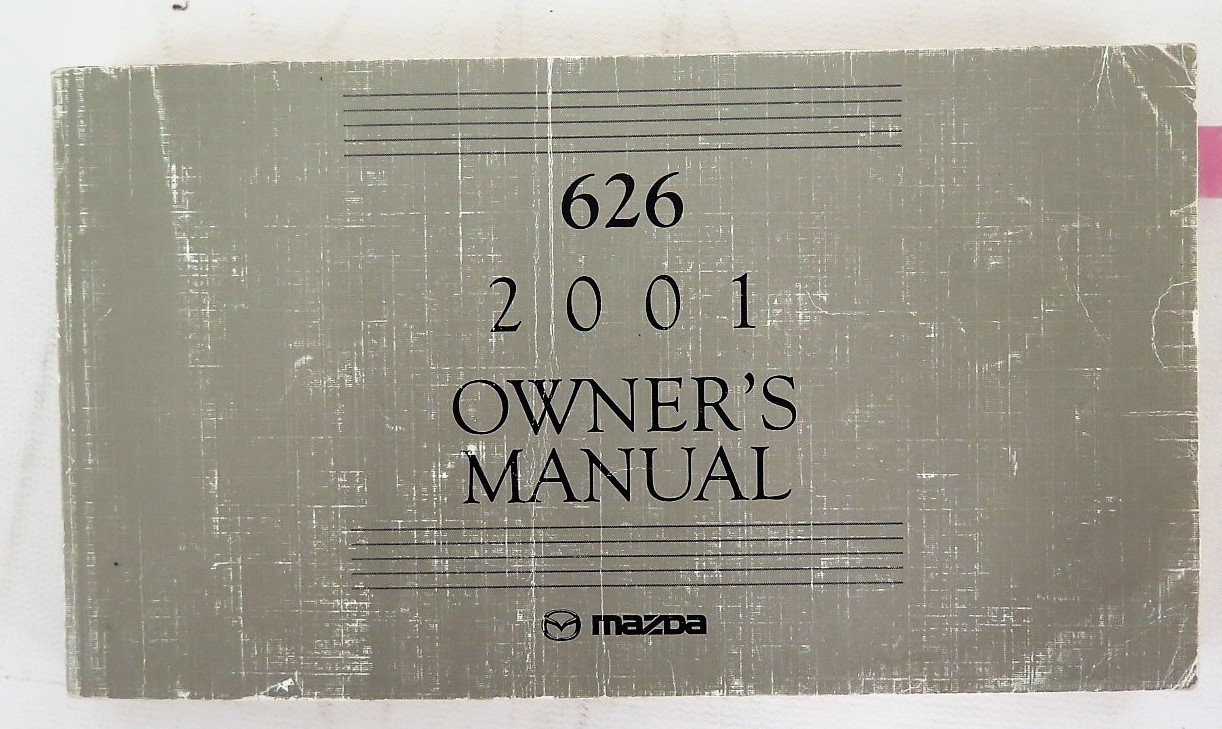 626
2001
OWNER'S
MANUAL
mazda